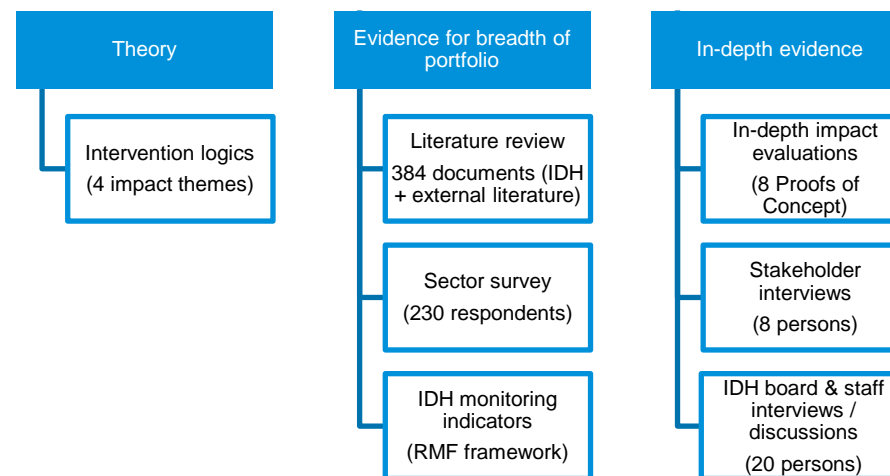 Theory
Intervention logics
(4 impact themes)
Evidence for breadth of
portfolio
Literature review
384 documents (IDH
+ external literature)
Sector survey
(230 respondents)
IDH monitoring
indicators
(RMF framework)
In-depth evidence
In-depth impact
evaluations
(8 Proofs of
Concept)
Stakeholder
interviews
(8 persons)
IDH board & staff
interviews /
discussions
(20 persons)